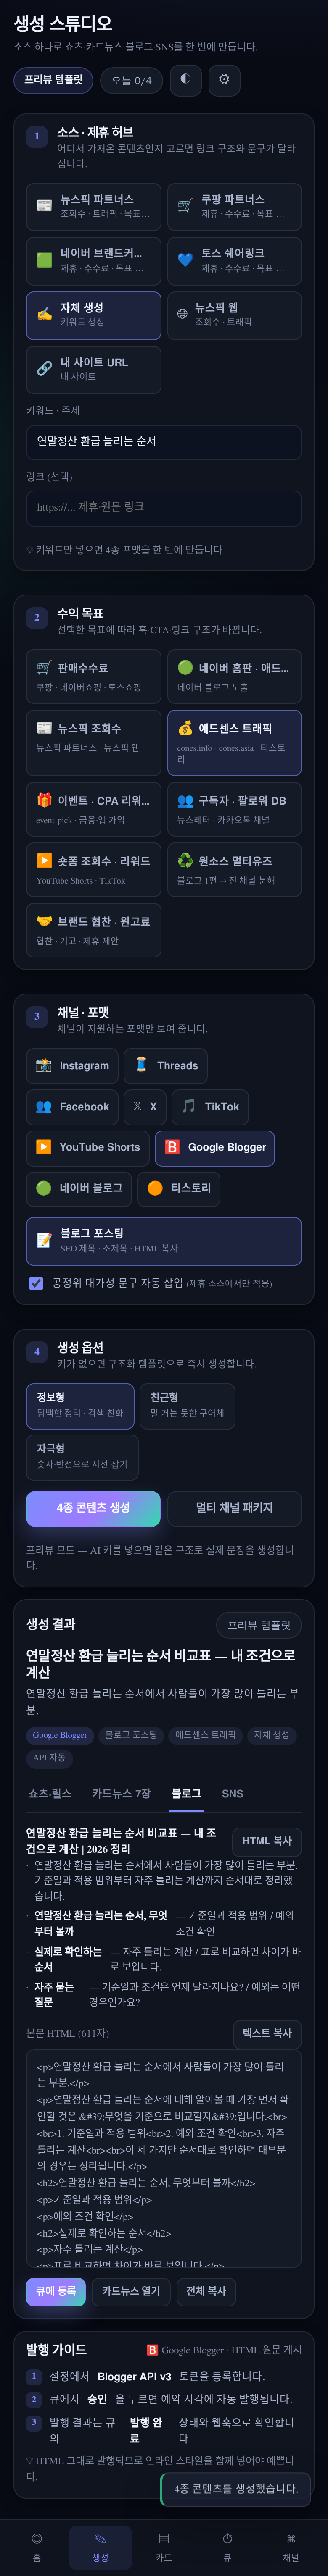 생성 스튜디오
소스 하나로 쇼츠·카드뉴스·블로그·SNS를 한 번에 만듭니다.
프리뷰 템플릿
오늘 0/4
1
소스 · 제휴 허브
어디서 가져온 콘텐츠인지 고르면 링크 구조와 문구가 달라
집니다.
뉴스픽 파트너스
조회수 · 트래픽 · 목표…
쿠팡 파트너스
제휴 · 수수료 · 목표 …
네이버 브랜드커…
제휴 · 수수료 · 목표 …
토스 쉐어링크
제휴 · 수수료 · 목표 …
자체 생성
키워드 생성
뉴스픽 웹
조회수 · 트래픽
내 사이트 URL
내 사이트
키워드 · 주제
연말정산 환급 늘리는 순서
링크 (선택)
https://... 제휴·원문 링크
💡 키워드만 넣으면 4종 포맷을 한 번에 만듭니다
2
수익 목표
선택한 목표에 따라 훅·CTA·링크 구조가 바뀝니다.
판매수수료
쿠팡 · 네이버쇼핑 · 토스쇼핑
네이버 홈판 · 애드…
네이버 블로그 노출
뉴스픽 조회수
뉴스픽 파트너스 · 뉴스픽 웹
애드센스 트래픽
cones.info · cones.asia · 티스토
리
이벤트 · CPA 리워…
event-pick · 금융·앱 가입
구독자 · 팔로워 DB
뉴스레터 · 카카오톡 채널
숏폼 조회수 · 리워드
YouTube Shorts · TikTok
원소스 멀티유즈
블로그 1편 → 전 채널 분해
브랜드 협찬 · 원고료
협찬 · 기고 · 제휴 제안
3
채널 · 포맷
채널이 지원하는 포맷만 보여 줍니다.
Instagram
Threads
Facebook
X
TikTok
YouTube Shorts
Google Blogger
네이버 블로그
티스토리
블로그 포스팅
SEO 제목 · 소제목 · HTML 복사
공정위 대가성 문구 자동 삽입 (제휴 소스에서만 적용)
4
생성 옵션
키가 없으면 구조화 템플릿으로 즉시 생성합니다.
정보형
담백한 정리 · 검색 친화
친근형
말 거는 듯한 구어체
자극형
숫자·반전으로 시선 잡기
4종 콘텐츠 생성
멀티 채널 패키지
프리뷰 모드 — AI 키를 넣으면 같은 구조로 실제 문장을 생성합니
다.
생성 결과
프리뷰 템플릿
연말정산 환급 늘리는 순서 비교표 — 내 조건으로
계산
연말정산 환급 늘리는 순서에서 사람들이 가장 많이 틀리는 부
분.
Google Blogger
블로그 포스팅
애드센스 트래픽
자체 생성
API 자동
쇼츠·릴스
카드뉴스 7장
블로그
SNS
연말정산 환급 늘리는 순서 비교표 — 내 조
건으로 계산 | 2026 정리
HTML 복사
· 연말정산 환급 늘리는 순서에서 사람들이 가장 많이 틀리는 부분.
기준일과 적용 범위부터 자주 틀리는 계산까지 순서대로 정리했
습니다.
· 연말정산 환급 늘리는 순서, 무엇 — 기준일과 적용 범위 / 예외
부터 볼까 조건 확인
· 실제로 확인하는 — 자주 틀리는 계산 / 표로 비교하면 차이가 바
순서 로 보입니다.
· 자주 묻는 — 기준일과 조건은 언제 달라지나요? / 예외는 어떤
질문 경우인가요?
본문 HTML (611자)
텍스트 복사
<p>연말정산 환급 늘리는 순서에서 사람들이 가장 많이 틀리
는 부분.</p>
<p>연말정산 환급 늘리는 순서에 대해 알아볼 때 가장 먼저 확
인할 것은 &#39;무엇을 기준으로 비교할지&#39;입니다.<br>
<br>1. 기준일과 적용 범위<br>2. 예외 조건 확인<br>3. 자주
틀리는 계산<br><br>이 세 가지만 순서대로 확인하면 대부분
의 경우는 정리됩니다.</p>
<h2>연말정산 환급 늘리는 순서, 무엇부터 볼까</h2>
<p>기준일과 적용 범위</p>
<p>예외 조건 확인</p>
<h2>실제로 확인하는 순서</h2>
<p>자주 틀리는 계산</p>
<p>표로 비교하면 차이가 바로 보입니다.</p>
큐에 등록
카드뉴스 열기
전체 복사
발행 가이드
Google Blogger · HTML 원문 게시
1 설정에서 Blogger API v3 토큰을 등록합니다.
2 큐에서 승인 을 누르면 예약 시각에 자동 발행됩니다.
3 발행 결과는 큐 발행 완 상태와 웹훅으로 확인합니
의 료 다.
💡 HTML 그대로 발행되므로 인라인 스타일을 함께 넣어야 예쁩니
다.
4종 콘텐츠를 생성했습니다.
홈
생성
카드
큐
채널